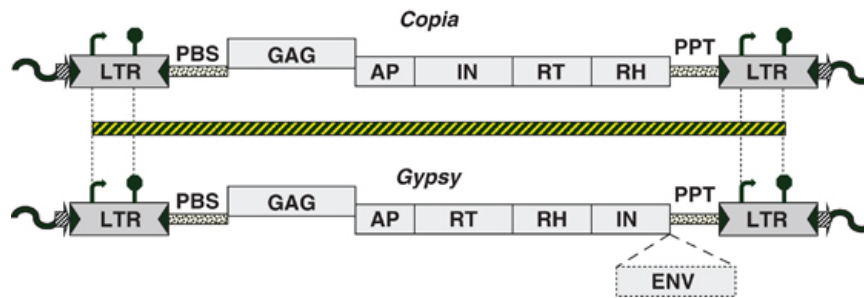 Copia
LTR PBS GAG AP IN RT RH PPT LTR
Gypsy
LTR PBS GAG AP RT RH IN PPT LTR
ENV